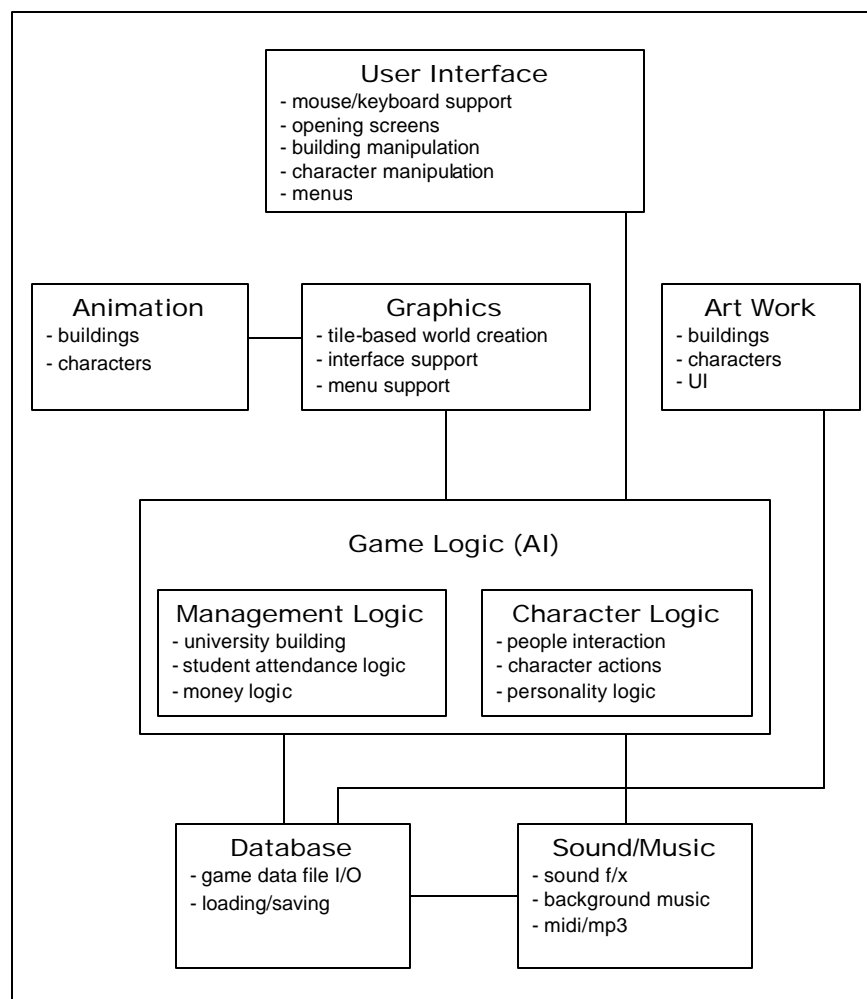 User Interface
- mouse/keyboard support
- opening screens
- building manipulation
- character manipulation
- menus
Animation
- buildings
- characters
Graphics
- tile-based world creation
- interface support
- menu support
Art Work
- buildings
- characters
- UI
Game Logic (AI)
Management Logic
- university building
- student attendance logic
- money logic
Character Logic
- people interaction
- character actions
- personality logic
Database
- game data file I/O
- loading/saving
Sound/Music
- sound f/x
- background music
- midi/mp3